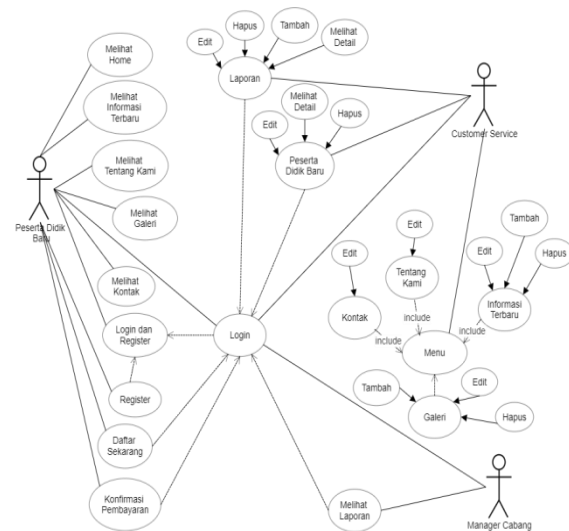 Hapus
Tambah
Edit
Melihat
Detail
Laporan
Melihat
Home
Melihat
Informasi
Terbaru
Melihat
Detail
Edit
Hapus
Peserta
Didik Baru
Customer Service
Melihat
Tentang Kami
Melihat
Galeri
Peserta Didik
Baru
Melihat
Kontak
Edit
Edit
Tentang
Kami
Kontak
Tambah
Edit
Hapus
Informasi
Terbaru
include
include
include
Login dan
Register
Login
Menu
Register
Tambah
Edit
Galeri
Hapus
Daftar
Sekarang
Konfirmasi
Pembayaran
Melihat
Laporan
Manager Cabang